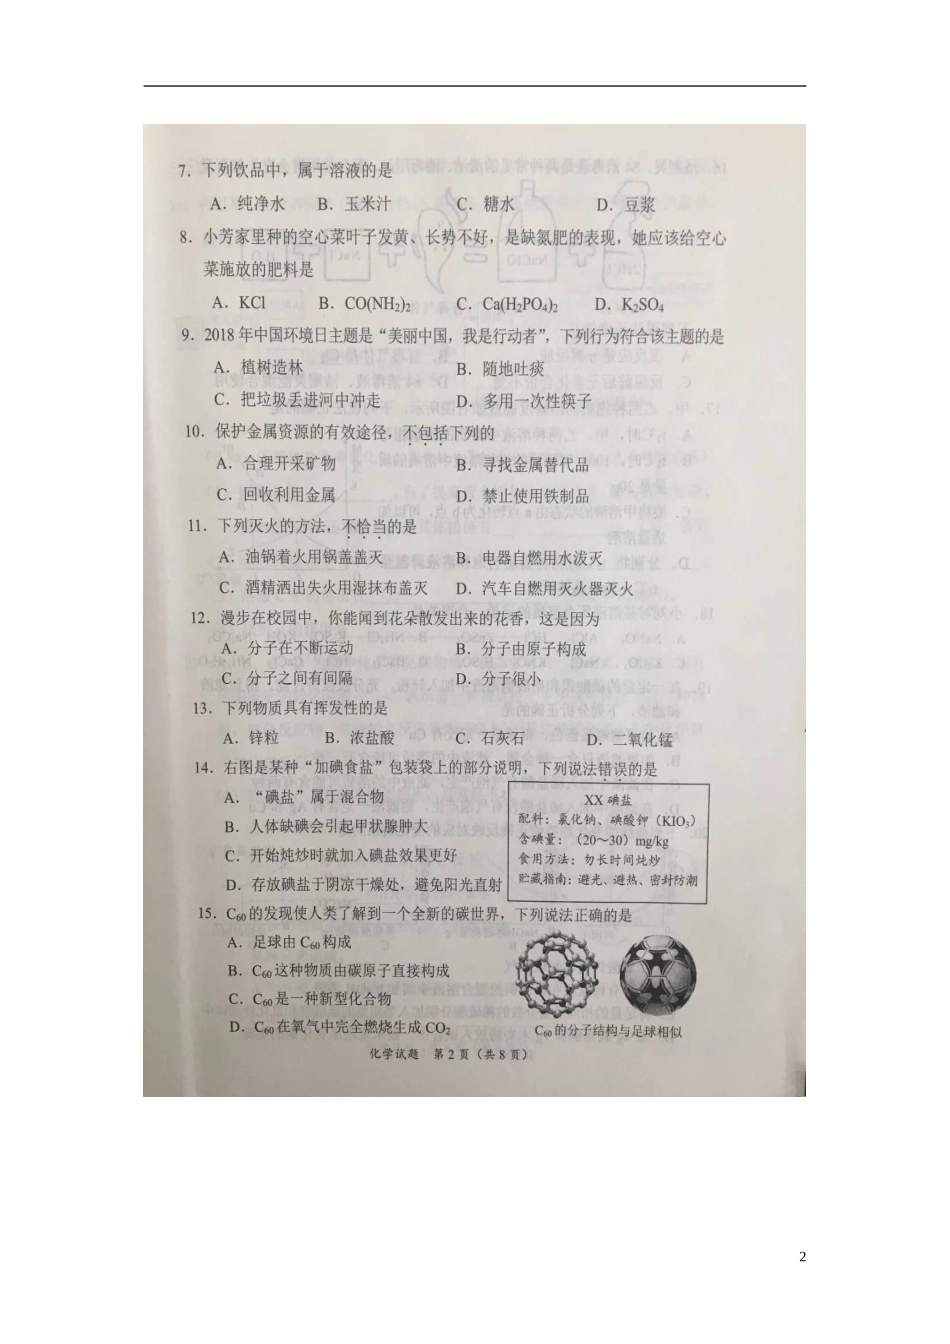 7．下列饮品中，属于溶液的是
A．纯净水 B．玉米汁 C．糖水 D．豆浆
8．小芳家里种的空心菜叶子发黄、长势不好，是缺氮肥的表现，她应该给空心
菜施放的肥料是
A．KCl B．CO(NH₂)₂ C．Ca(H₂PO₄)₂ D．K₂SO₄
9．2018 年中国环境日主题是“美丽中国，我是行动者”，下列行为符合该主题的是
A．植树造林 B．随地吐痰
C．把垃圾丢进河中冲走 D．多用一次性筷子
10．保护金属资源的有效途径，不包括下列的
A．合理开采矿物 B．寻找金属替代品
C．回收利用金属 D．禁止使用铁制品
11．下列灭火的方法，不恰当的是
A．油锅着火用锅盖盖灭 B．电器自燃用水泼灭
C．酒精洒出失火用湿抹布盖灭 D．汽车自燃用灭火器灭火
12．漫步在校园中，你能闻到花朵散发出来的花香，这是因为
A．分子在不断运动 B．分子由原子构成
C．分子之间有间隔 D．分子很小
13．下列物质具有挥发性的是
A．锌粒 B．浓盐酸 C．石灰石 D．二氧化锰
14．右图是某种“加碘食盐”包装袋上的部分说明，下列说法错误的是
A．“碘盐”属于混合物
B．人体缺碘会引起甲状腺肿大
C．开始炖炒时就加入碘盐效果更好
D．存放碘盐于阴凉干燥处，避免阳光直射
XX 碘盐
配料：氯化钠、碘酸钾（KIO₃）
含碘量：（20～30）mg/kg
食用方法：勿长时间炖炒
贮藏指南：避光、避热、密封防潮
15．C₆₀的发现使人类了解到一个全新的碳世界，下列说法正确的是
A．足球由 C₆₀构成
B．C₆₀这种物质由碳原子直接构成
C．C₆₀是一种新型化合物
D．C₆₀在氧气中完全燃烧生成 CO₂
C₆₀的分子结构与足球相似
化学试题 第 2 页（共 8 页）
2